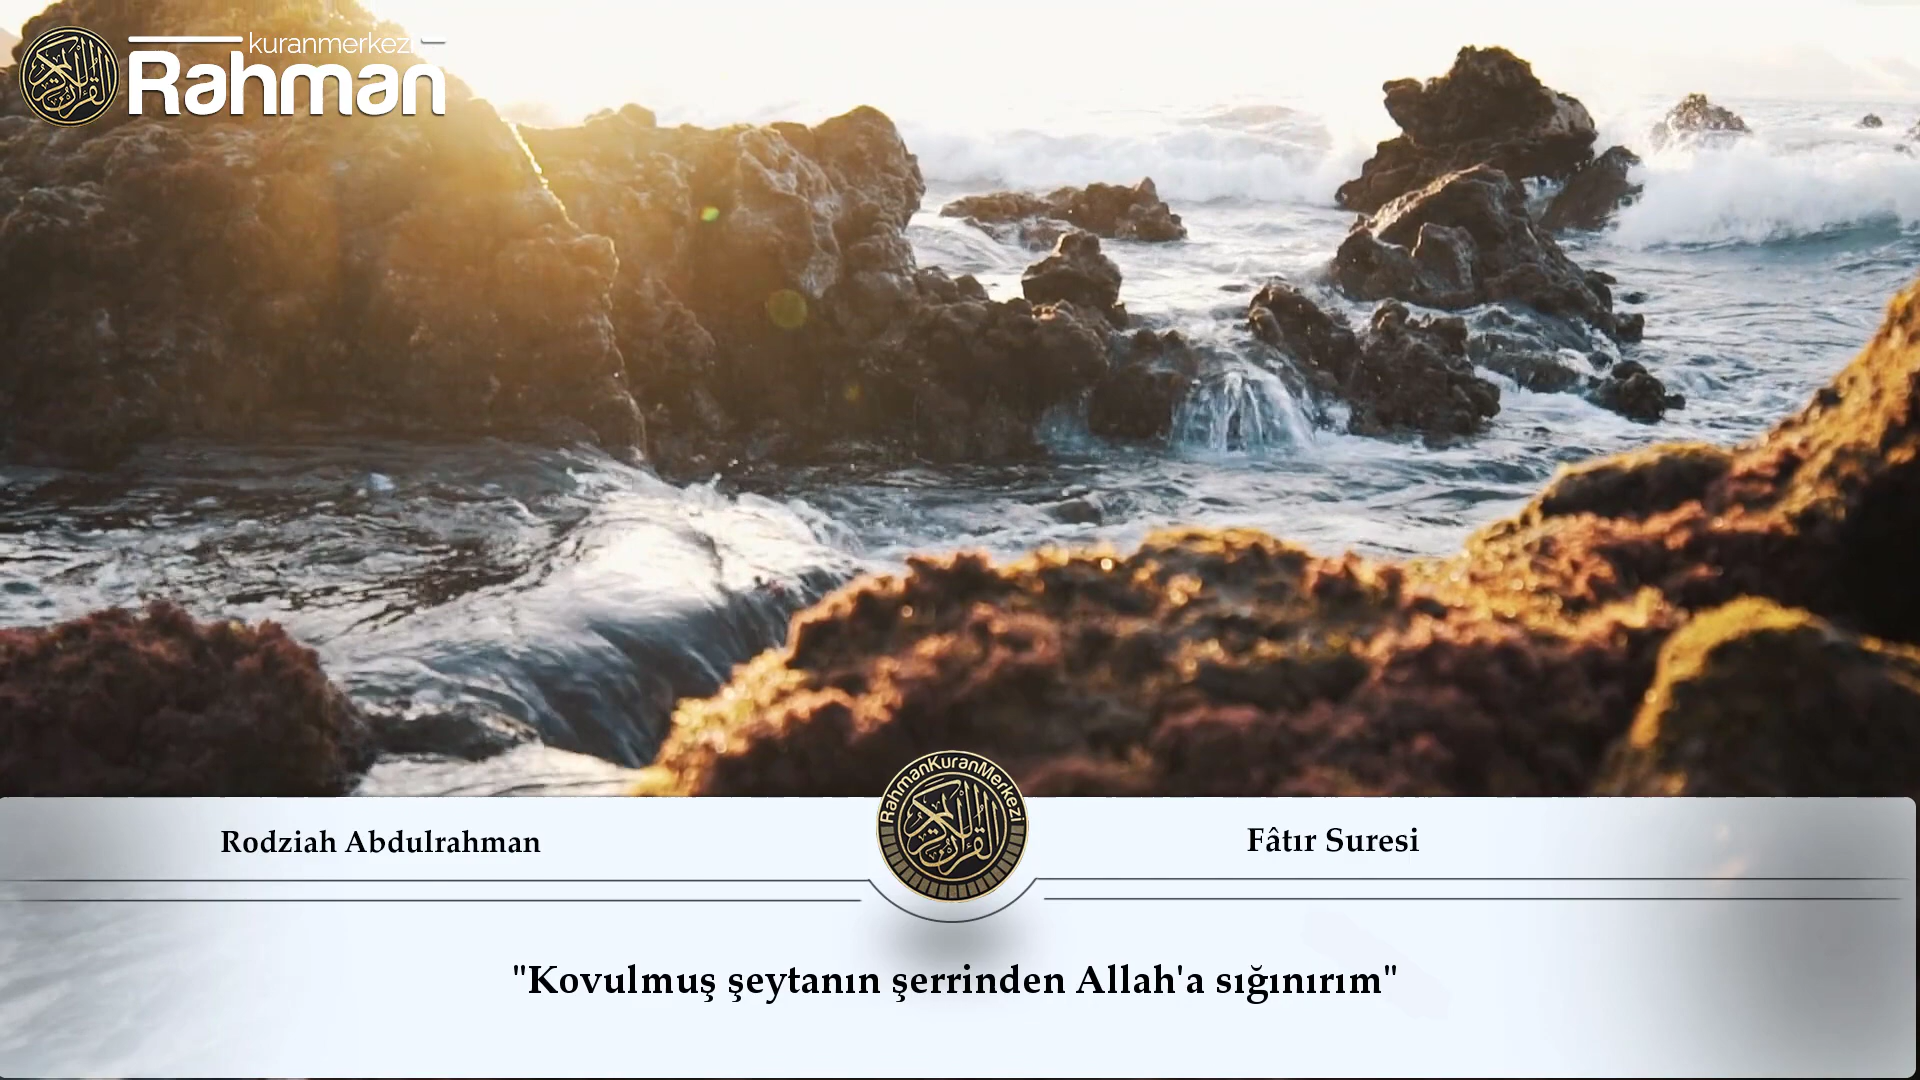 kuranmerkezi
Rahman
RahmanKuranMerkezi
Rodziah Abdulrahman
Fâtır Suresi
"Kovulmuş şeytanın şerrinden Allah'a sığınırım"